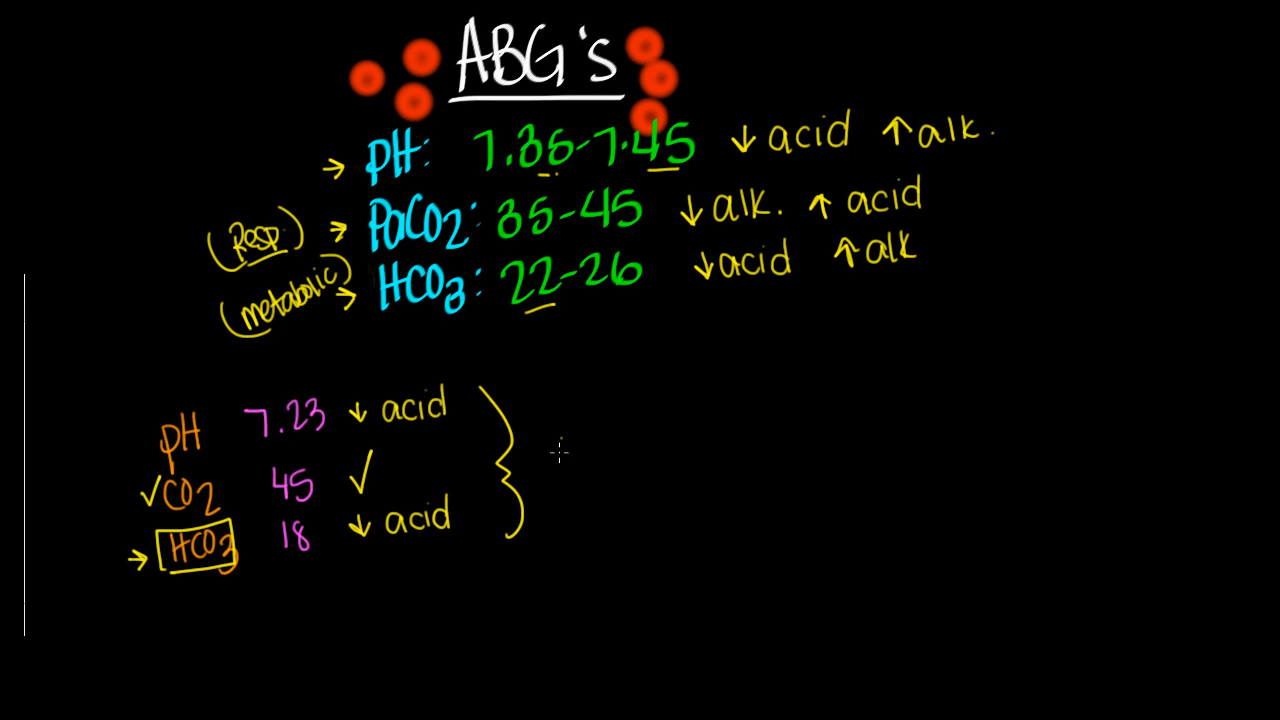 ABG's
→ pH: 7.35-7.45 ↓ acid ↑ alk.
(Resp.) → PaCO2: 35-45 ↓ alk. ↑ acid
(metabolic) → HCO3: 22-26 ↓ acid ↑ alk
pH 7.23 ↓ acid
✓ CO2 45 ✓
→ HCO3 18 ↓ acid